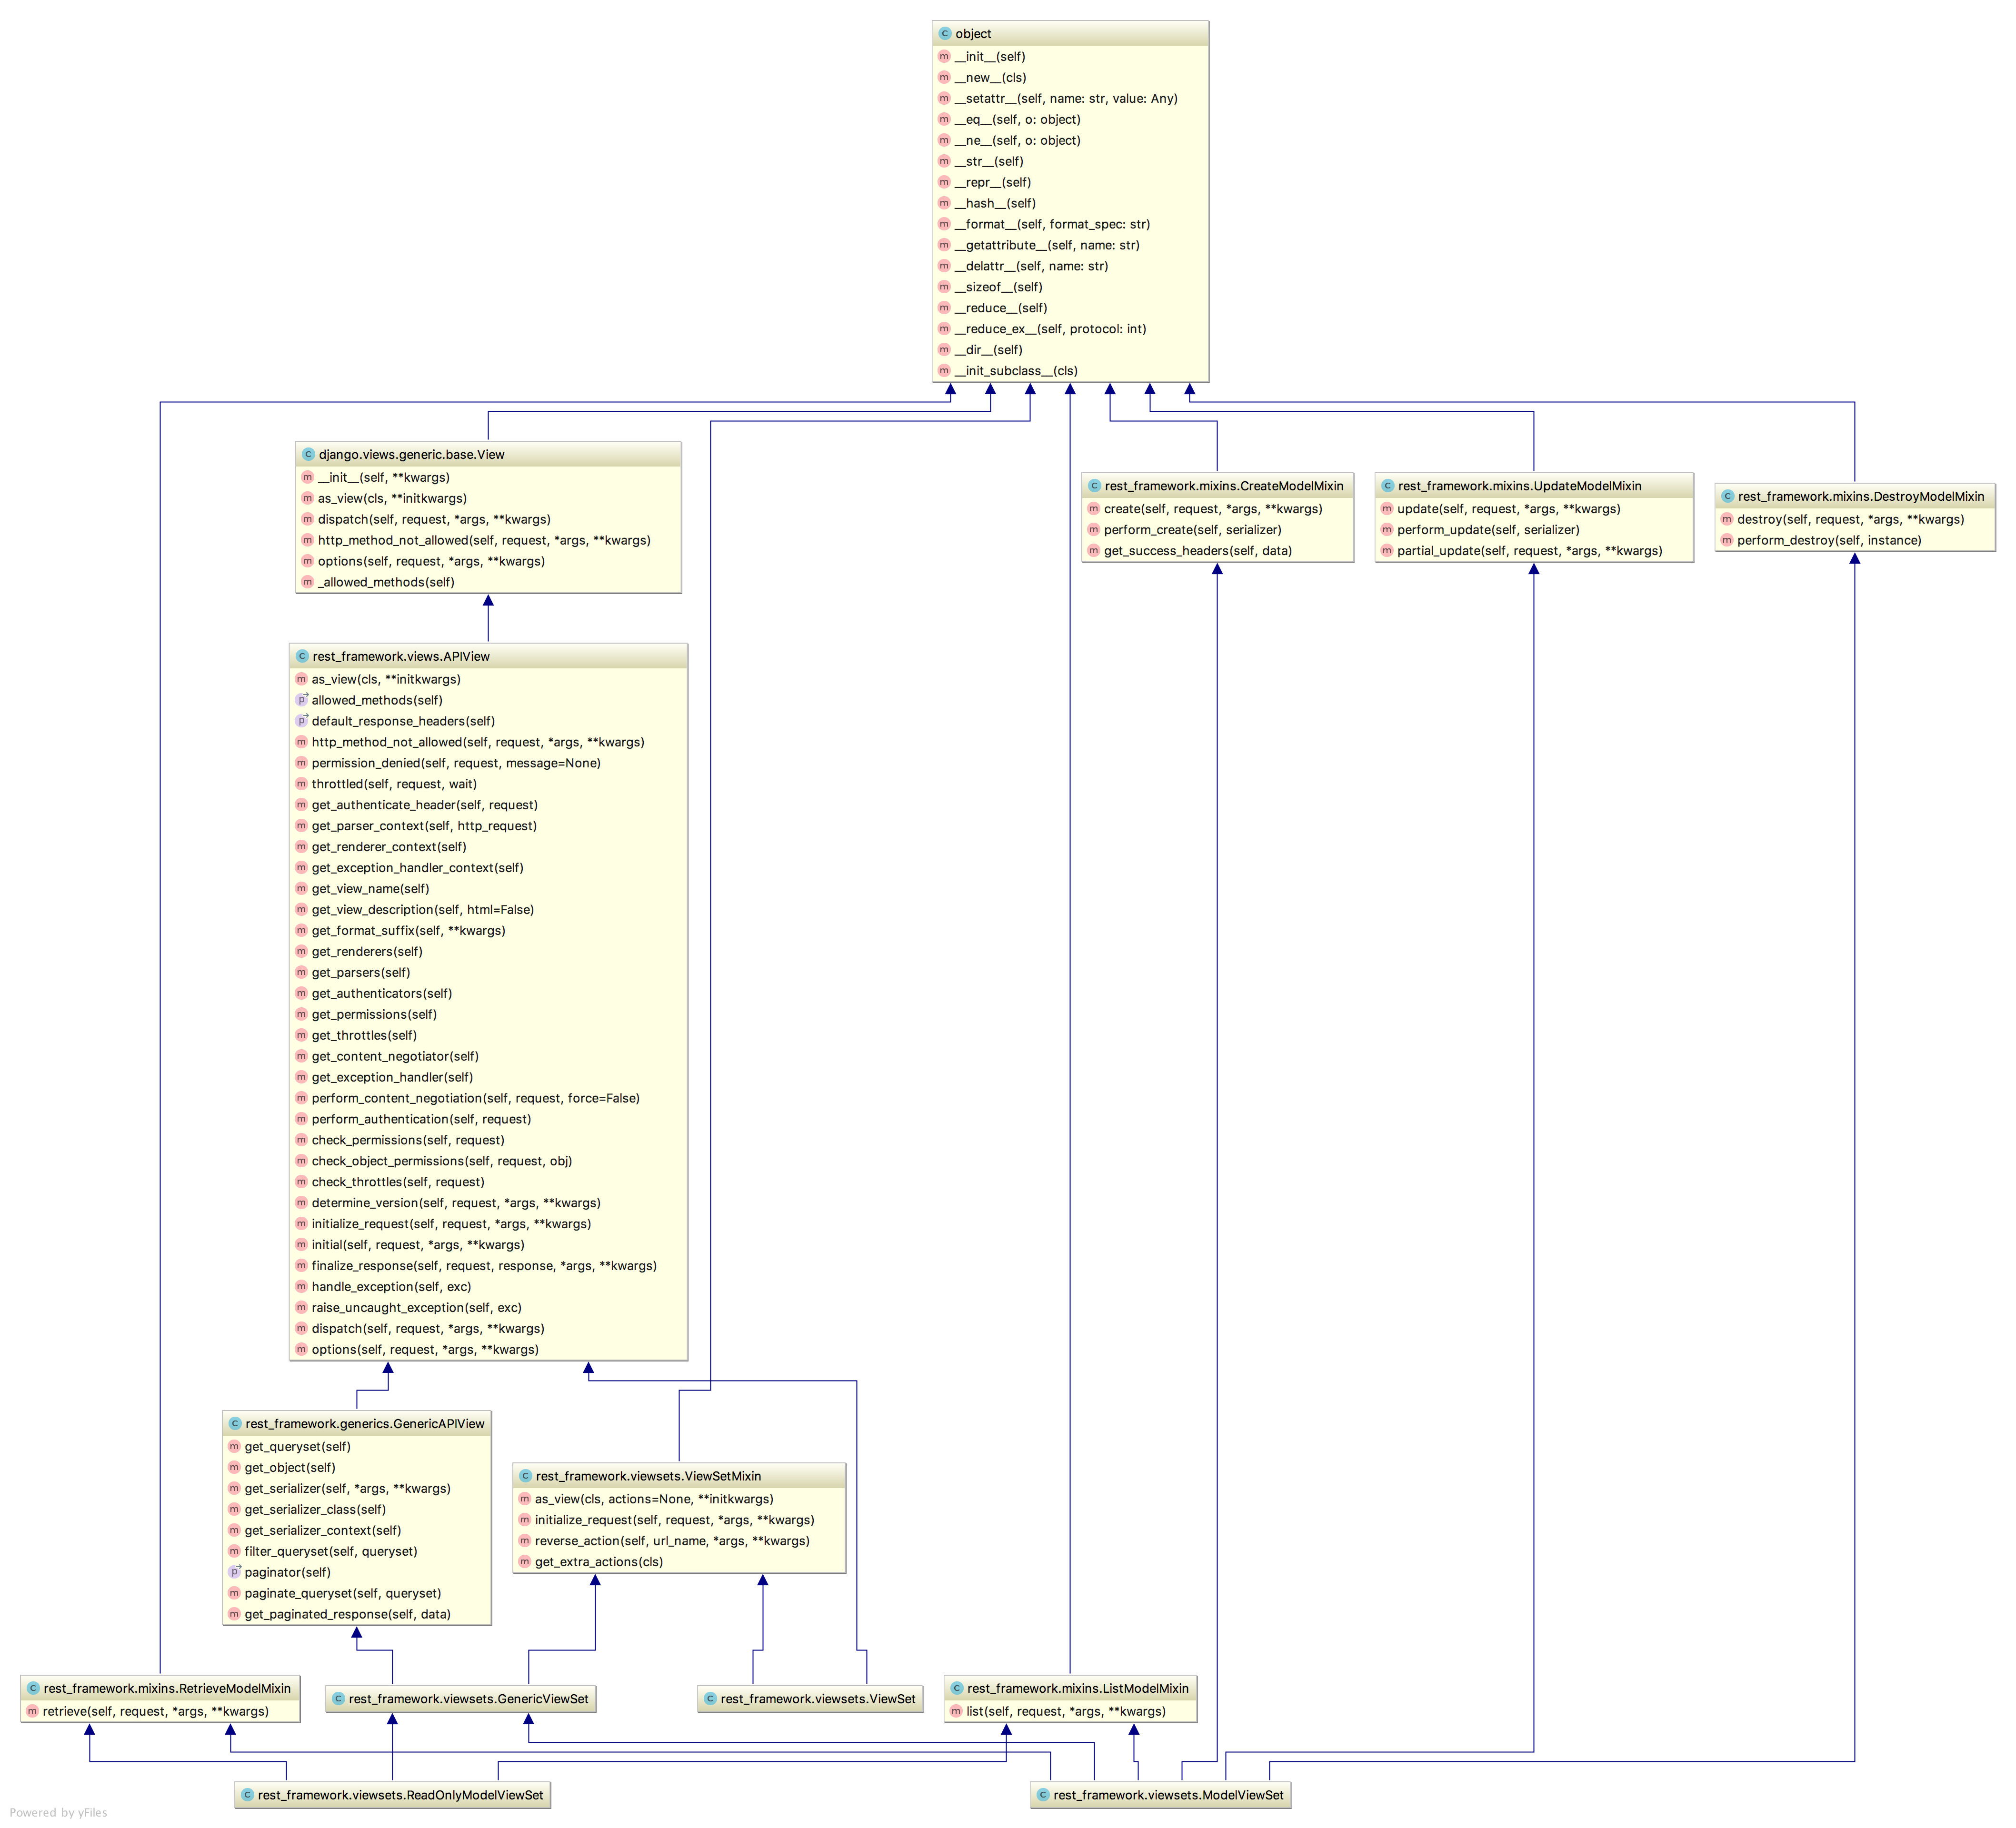 object
__init__(self)
__new__(cls)
__setattr__(self, name: str, value: Any)
__eq__(self, o: object)
__ne__(self, o: object)
__str__(self)
__repr__(self)
__hash__(self)
__format__(self, format_spec: str)
__getattribute__(self, name: str)
__delattr__(self, name: str)
__sizeof__(self)
__reduce__(self)
__reduce_ex__(self, protocol: int)
__dir__(self)
__init_subclass__(cls)
django.views.generic.base.View
__init__(self, **kwargs)
as_view(cls, **initkwargs)
dispatch(self, request, *args, **kwargs)
http_method_not_allowed(self, request, *args, **kwargs)
options(self, request, *args, **kwargs)
_allowed_methods(self)
rest_framework.mixins.CreateModelMixin
create(self, request, *args, **kwargs)
perform_create(self, serializer)
get_success_headers(self, data)
rest_framework.mixins.UpdateModelMixin
update(self, request, *args, **kwargs)
perform_update(self, serializer)
partial_update(self, request, *args, **kwargs)
rest_framework.mixins.DestroyModelMixin
destroy(self, request, *args, **kwargs)
perform_destroy(self, instance)
rest_framework.views.APIView
as_view(cls, **initkwargs)
allowed_methods(self)
default_response_headers(self)
http_method_not_allowed(self, request, *args, **kwargs)
permission_denied(self, request, message=None)
throttled(self, request, wait)
get_authenticate_header(self, request)
get_parser_context(self, http_request)
get_renderer_context(self)
get_exception_handler_context(self)
get_view_name(self)
get_view_description(self, html=False)
get_format_suffix(self, **kwargs)
get_renderers(self)
get_parsers(self)
get_authenticators(self)
get_permissions(self)
get_throttles(self)
get_content_negotiator(self)
get_exception_handler(self)
perform_content_negotiation(self, request, force=False)
perform_authentication(self, request)
check_permissions(self, request)
check_object_permissions(self, request, obj)
check_throttles(self, request)
determine_version(self, request, *args, **kwargs)
initialize_request(self, request, *args, **kwargs)
initial(self, request, *args, **kwargs)
finalize_response(self, request, response, *args, **kwargs)
handle_exception(self, exc)
raise_uncaught_exception(self, exc)
dispatch(self, request, *args, **kwargs)
options(self, request, *args, **kwargs)
rest_framework.generics.GenericAPIView
get_queryset(self)
get_object(self)
get_serializer(self, *args, **kwargs)
get_serializer_class(self)
get_serializer_context(self)
filter_queryset(self, queryset)
paginator(self)
paginate_queryset(self, queryset)
get_paginated_response(self, data)
rest_framework.viewsets.ViewSetMixin
as_view(cls, actions=None, **initkwargs)
initialize_request(self, request, *args, **kwargs)
reverse_action(self, url_name, *args, **kwargs)
get_extra_actions(cls)
rest_framework.mixins.RetrieveModelMixin
retrieve(self, request, *args, **kwargs)
rest_framework.viewsets.GenericViewSet
rest_framework.viewsets.ViewSet
rest_framework.mixins.ListModelMixin
list(self, request, *args, **kwargs)
rest_framework.viewsets.ReadOnlyModelViewSet
rest_framework.viewsets.ModelViewSet
Powered by yFiles